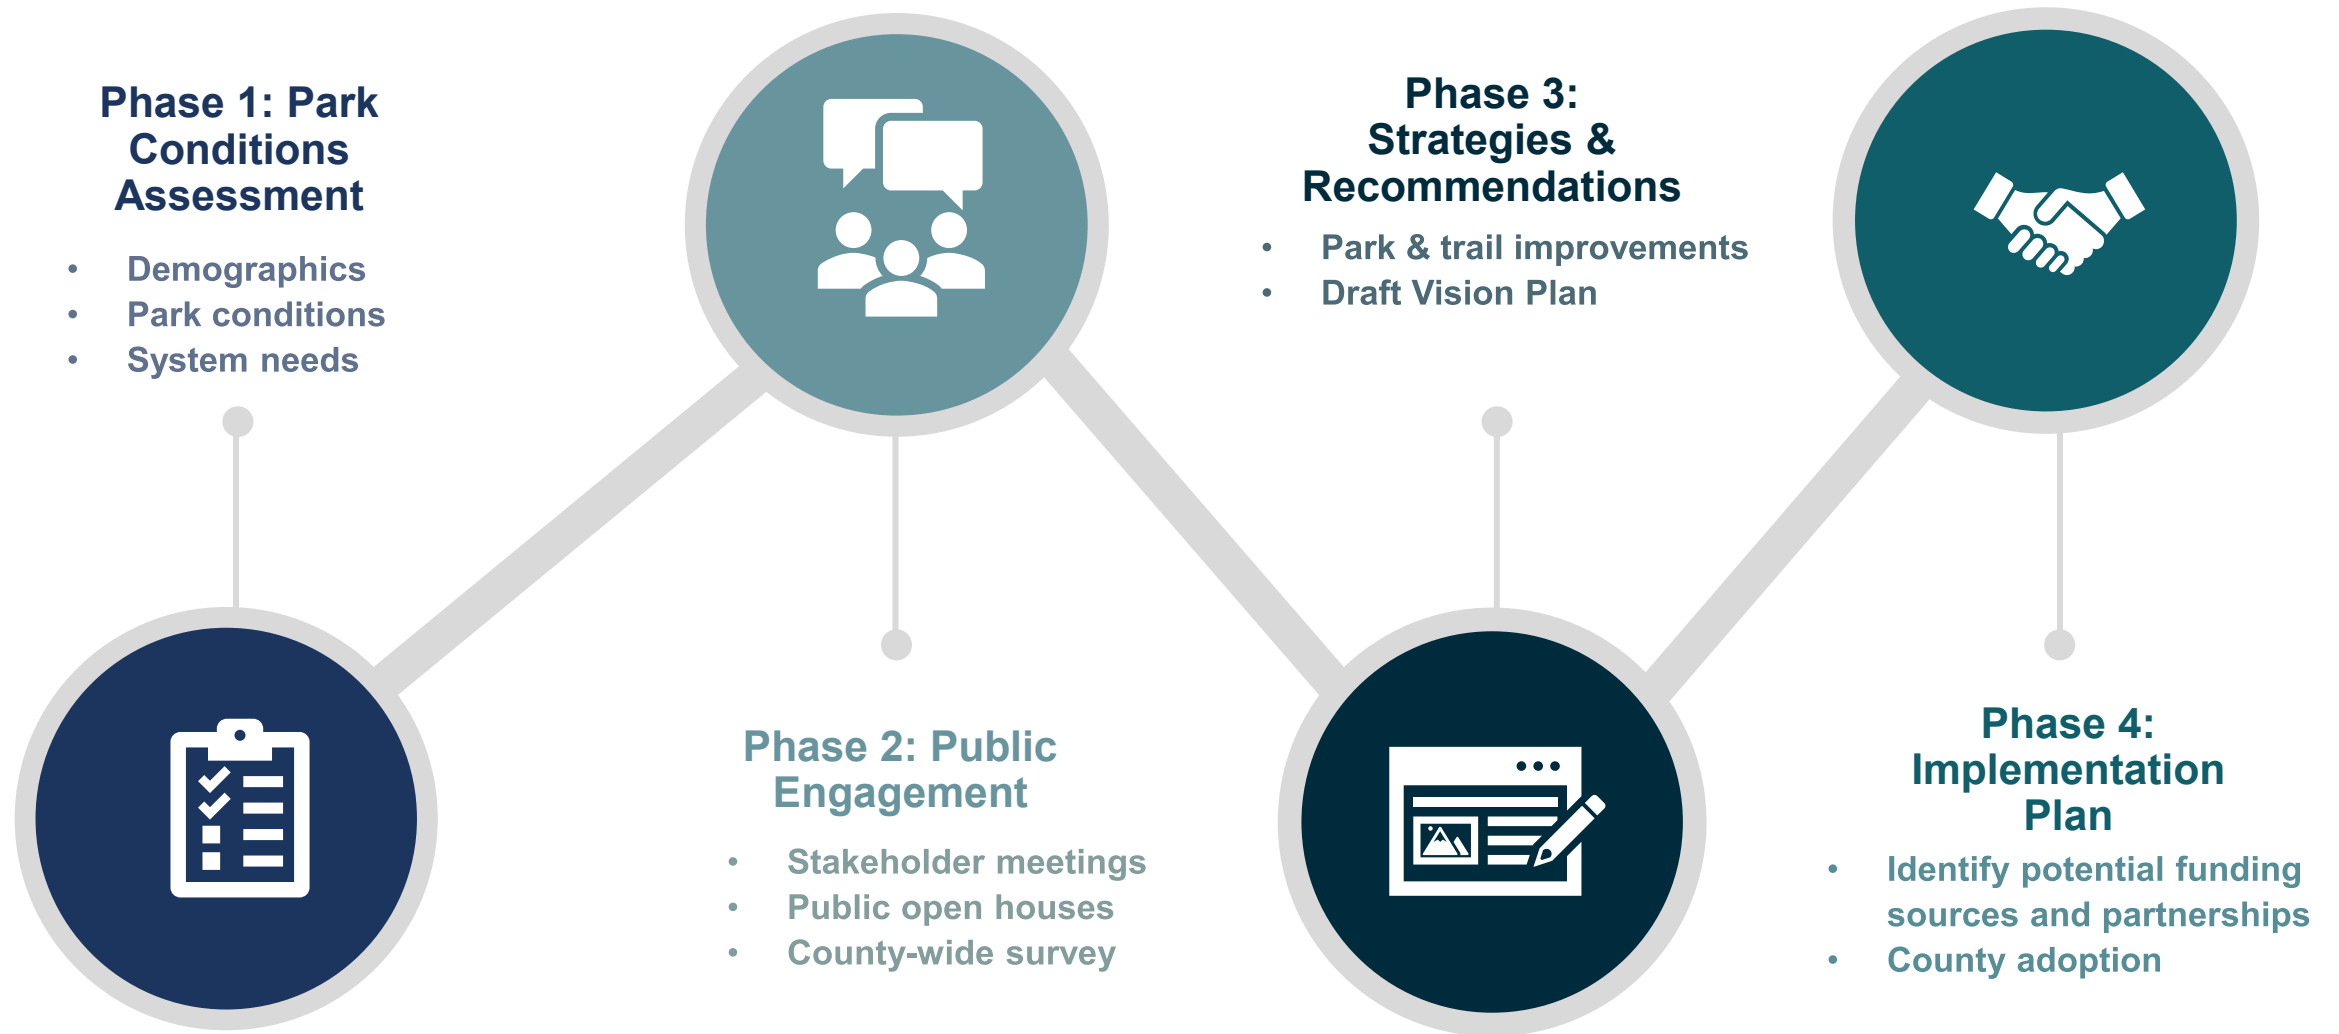 Phase 1: Park
Conditions
Assessment
• Demographics
• Park conditions
• System needs
Phase 2: Public
Engagement
• Stakeholder meetings
• Public open houses
• County-wide survey
Phase 3:
Strategies &
Recommendations
• Park & trail improvements
• Draft Vision Plan
Phase 4:
Implementation
Plan
• Identify potential funding
sources and partnerships
• County adoption